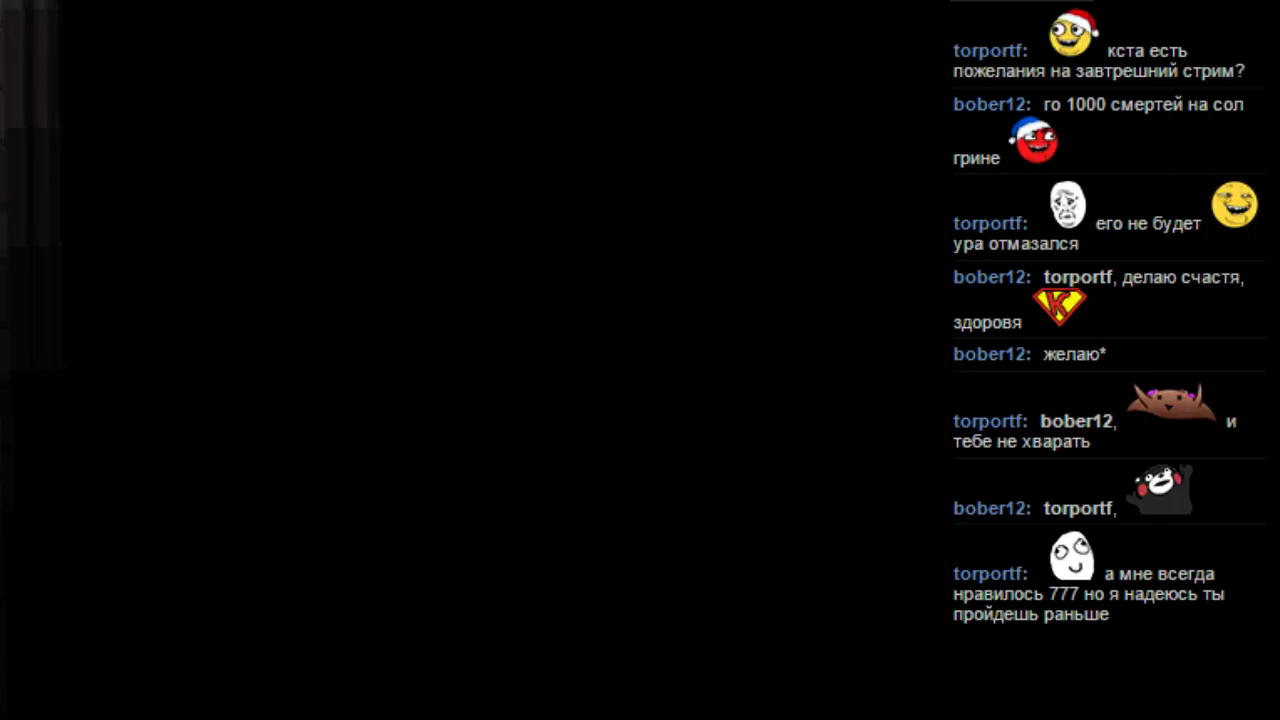 torportf: кста есть
пожелания на завтрешний стрим?
bober12: го 1000 смертей на сол
грине
torportf: его не будет
ура отмазался
bober12: torportf, делаю счастя,
здоровя
bober12: желаю*
torportf: bober12, и
тебе не хварать
bober12: torportf,
torportf: а мне всегда
нравилось 777 но я надеюсь ты
пройдешь раньше